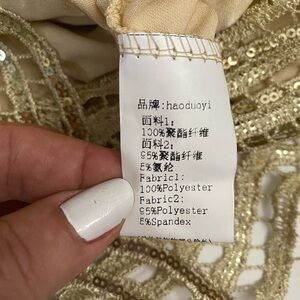 品牌:haoduoyi
面料1:
100%聚酯纤维
面料2:
95%聚酯纤维
5%氨纶
Fabric1:
100%Polyester
Fabric2:
95%Polyester
5%Spandex